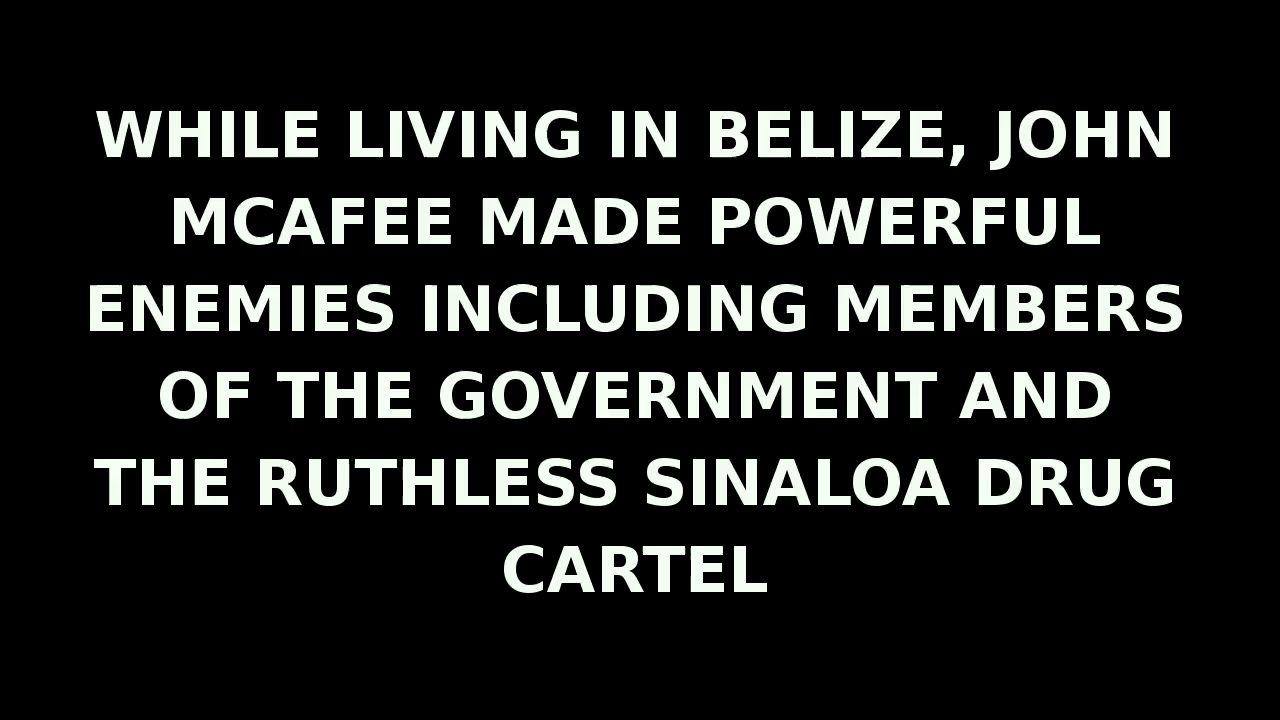 WHILE LIVING IN BELIZE, JOHN
MCAFEE MADE POWERFUL
ENEMIES INCLUDING MEMBERS
OF THE GOVERNMENT AND
THE RUTHLESS SINALOA DRUG
CARTEL